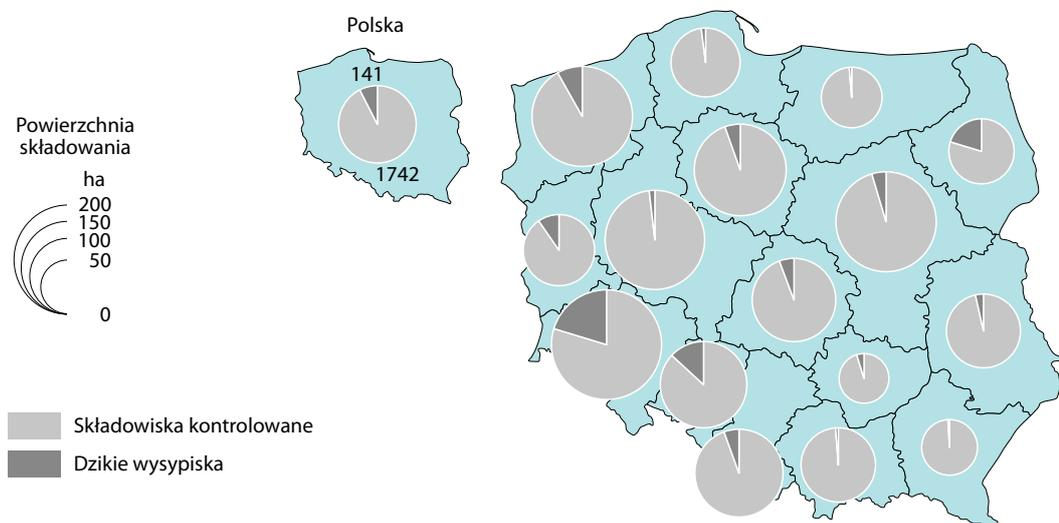 Polska
141
1742
Powierzchnia
składowania
ha
200
150
100
50
0
Składowiska kontrolowane
Dzikie wysypiska